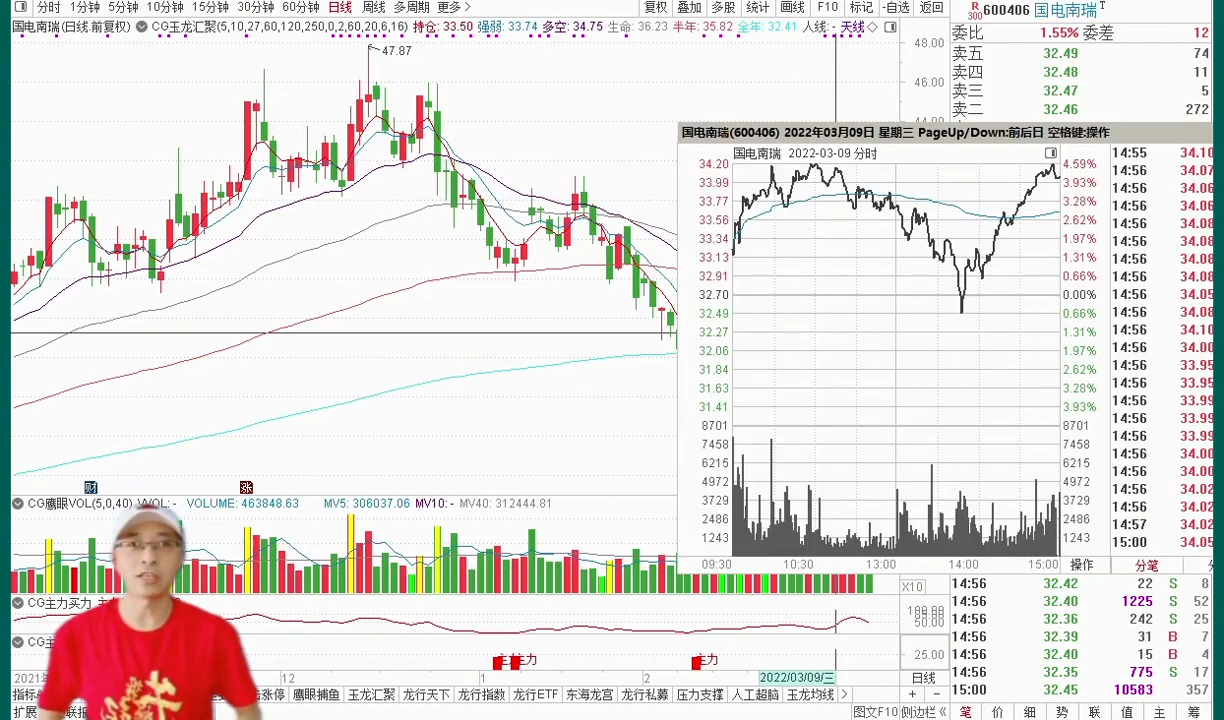 分时 1分钟 5分钟 10分钟 15分钟 30分钟 60分钟 日线 周线 多周期 更多 复权 叠加 多股 统计 画线 F10 标记 -自选 返回
国电南瑞(日线.前复权) CG玉龙汇聚(5,10,27,60,120,250,0,2,60,20,6,16) 持仓: 33.50 强弱: 33.74 多空: 34.75 生命: 36.23 半年: 35.82 全年: 32.41 人线: - 天线
R 300 600406 国电南瑞 T
委比 1.55% 委差 12
卖五 32.49 74
卖四 32.48 11
卖三 32.47 5
卖二 32.46 272
47.87
48.00
46.00
44.00
国电南瑞(600406) 2022年03月09日 星期三 PageUp/Down:前后日 空格键:操作
国电南瑞 2022-03-09 分时
34.20 4.59%
33.99 3.93%
33.77 3.28%
33.56 2.62%
33.34 1.97%
33.13 1.31%
32.91 0.66%
32.70 0.00%
32.49 0.66%
32.27 1.31%
32.06 1.97%
31.84 2.62%
31.63 3.28%
31.41 3.93%
8701 8701
7458 7458
6215 6215
4972 4972
3729 3729
2486 2486
1243 1243
09:30 10:30 13:00 14:00 15:00 操作
14:55 34.10
14:56 34.07
14:56 34.06
14:56 34.06
14:56 34.08
14:56 34.08
14:56 34.08
14:56 34.08
14:56 34.05
14:56 34.08
14:56 34.10
14:56 34.00
14:56 33.95
14:56 33.95
14:56 33.99
14:56 33.99
14:56 33.99
14:56 34.00
14:56 34.00
14:56 34.02
14:56 34.02
14:57 34.02
15:00 34.05
分笔
14:56 32.42 22 S 8
14:56 32.40 1225 S 52
14:56 32.36 242 S 25
14:56 32.39 31 B 7
14:56 32.40 15 B 4
14:56 32.35 775 S 17
15:00 32.45 10583 357
财
涨
CG鹰眼VOL(5,0,40) VVOL: - VOLUME: 463848.63 MV5: 306037.06 MV10: - MV40: 312444.81
X10
CG主力买力
100.00
50.00
CG主
主力
主力
25.00
2021 12 1 2 2022/03/09/三 日线
指标 击涨停 鹰眼捕鱼 玉龙汇聚 龙行天下 龙行指数 龙行ETF 东海龙宫 龙行私募 压力支撑 人工超脑 玉龙均线 + -
扩展 联报 图文F10 侧边栏 笔 价 细 势 联 值 主 筹